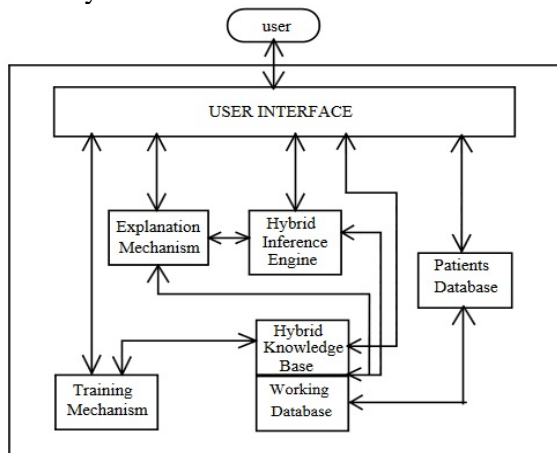 user
USER INTERFACE
Explanation
Mechanism
Hybrid
Inference
Engine
Patients
Database
Hybrid
Knowledge
Base
Training
Mechanism
Working
Database